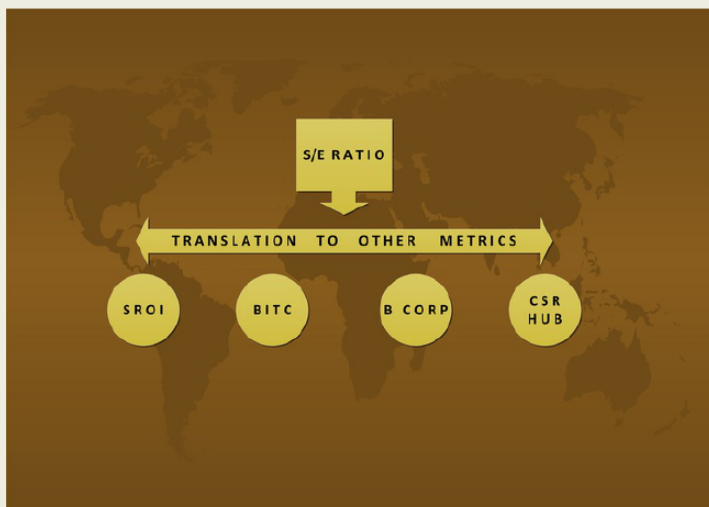 S/E RATIO
TRANSLATION TO OTHER METRICS
SROI
BITC
B CORP
CSR
HUB